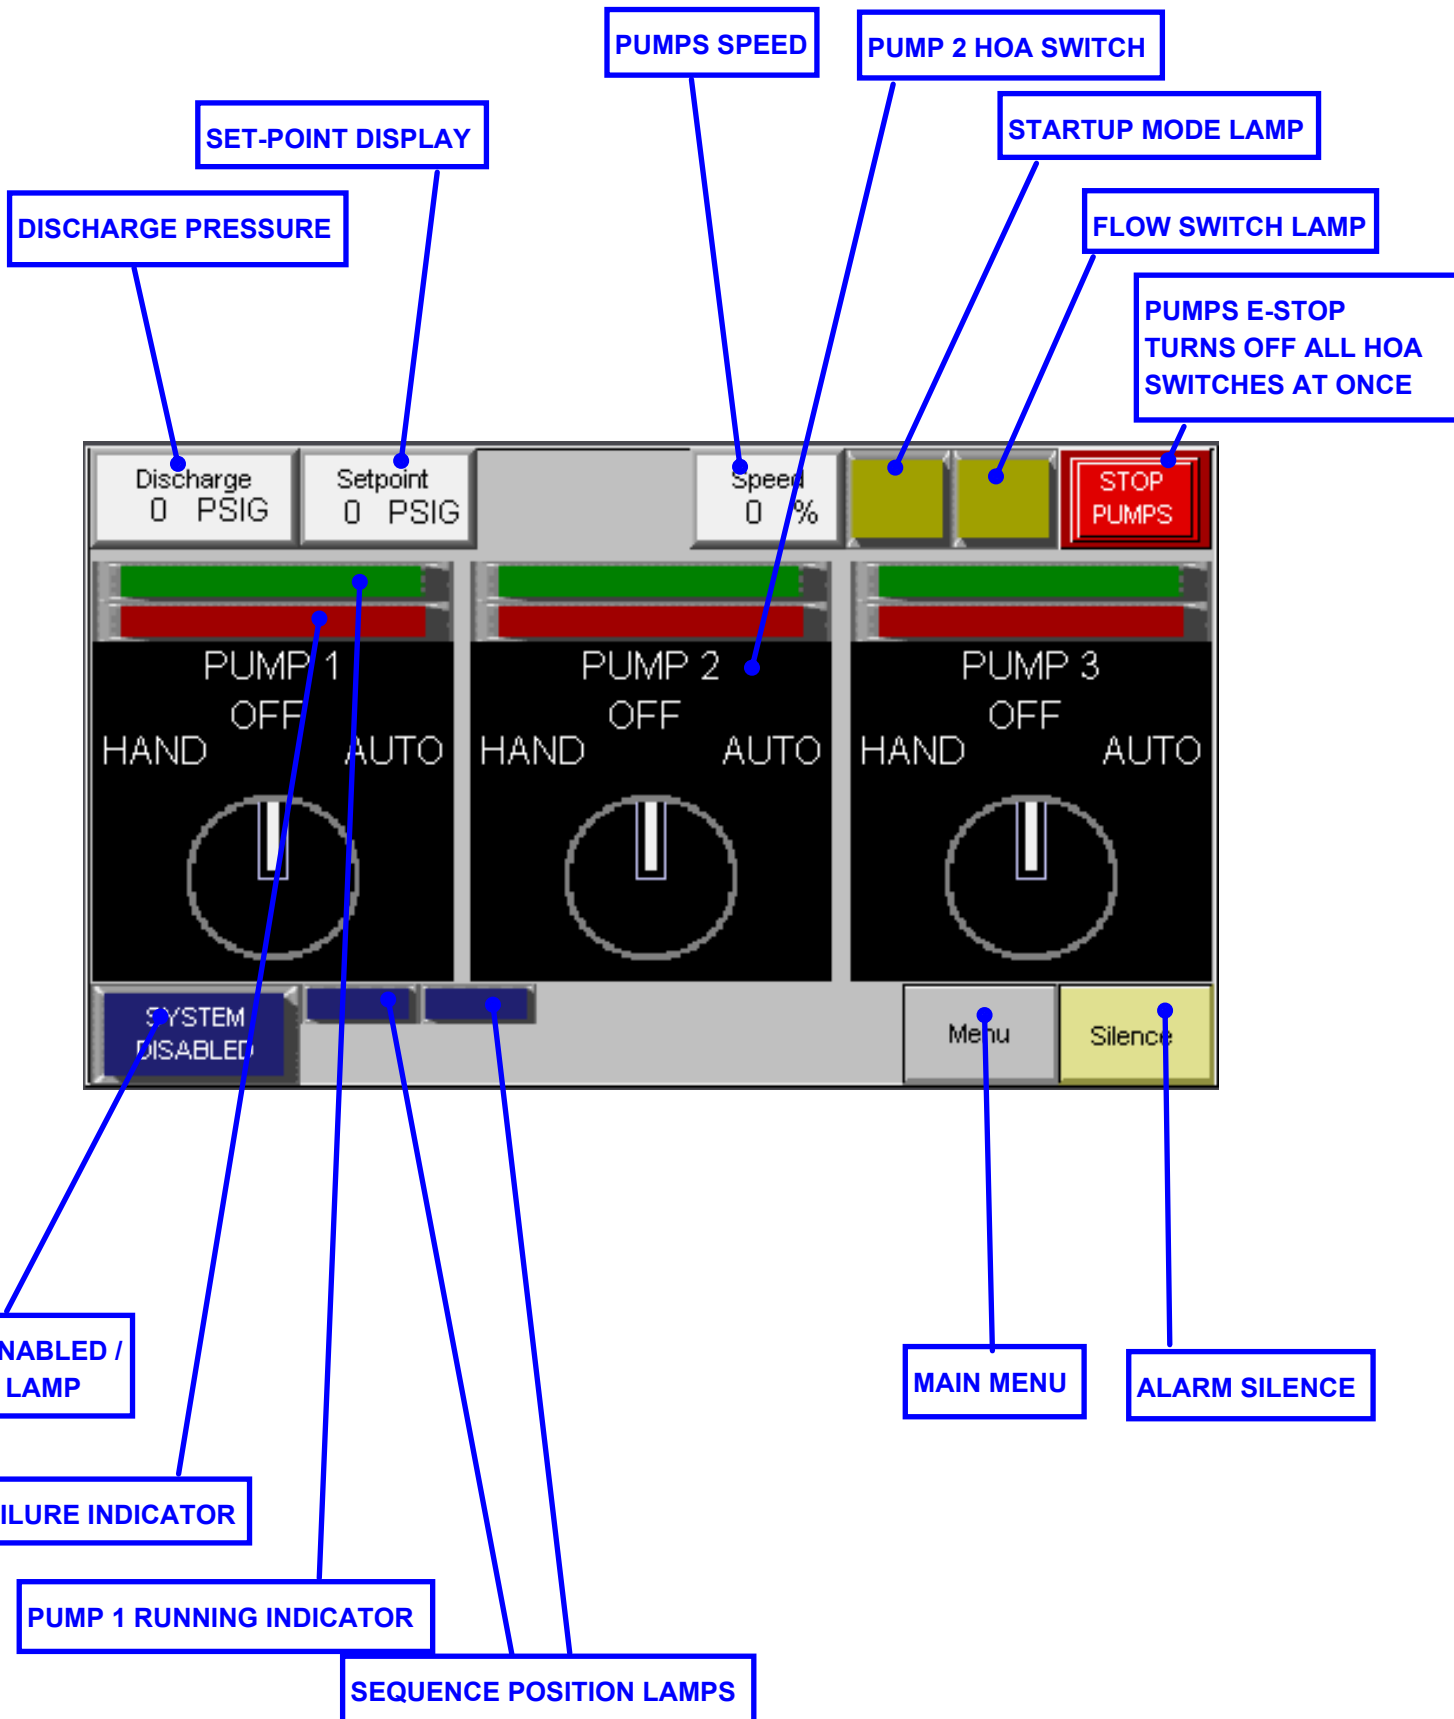 PUMPS SPEED
PUMP 2 HOA SWITCH
STARTUP MODE LAMP
SET-POINT DISPLAY
DISCHARGE PRESSURE
FLOW SWITCH LAMP
PUMPS E-STOP
TURNS OFF ALL HOA
SWITCHES AT ONCE
Discharge
0 PSIG
Setpoint
0 PSIG
Speed
0 %
STOP
PUMPS
PUMP 1
OFF
HAND AUTO
PUMP 2
OFF
HAND AUTO
PUMP 3
OFF
HAND AUTO
SYSTEM
DISABLED
Menu
Silence
NABLED /
LAMP
MAIN MENU
ALARM SILENCE
ILURE INDICATOR
PUMP 1 RUNNING INDICATOR
SEQUENCE POSITION LAMPS